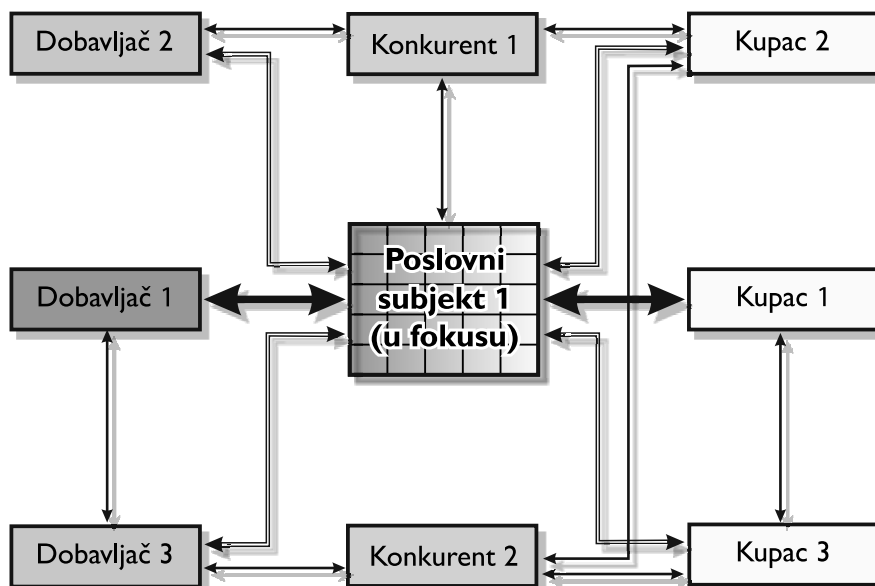 Dobavljač 2
Konkurent 1
Kupac 2
Dobavljač 1
Poslovni
subjekt 1
(u fokusu)
Kupac 1
Dobavljač 3
Konkurent 2
Kupac 3